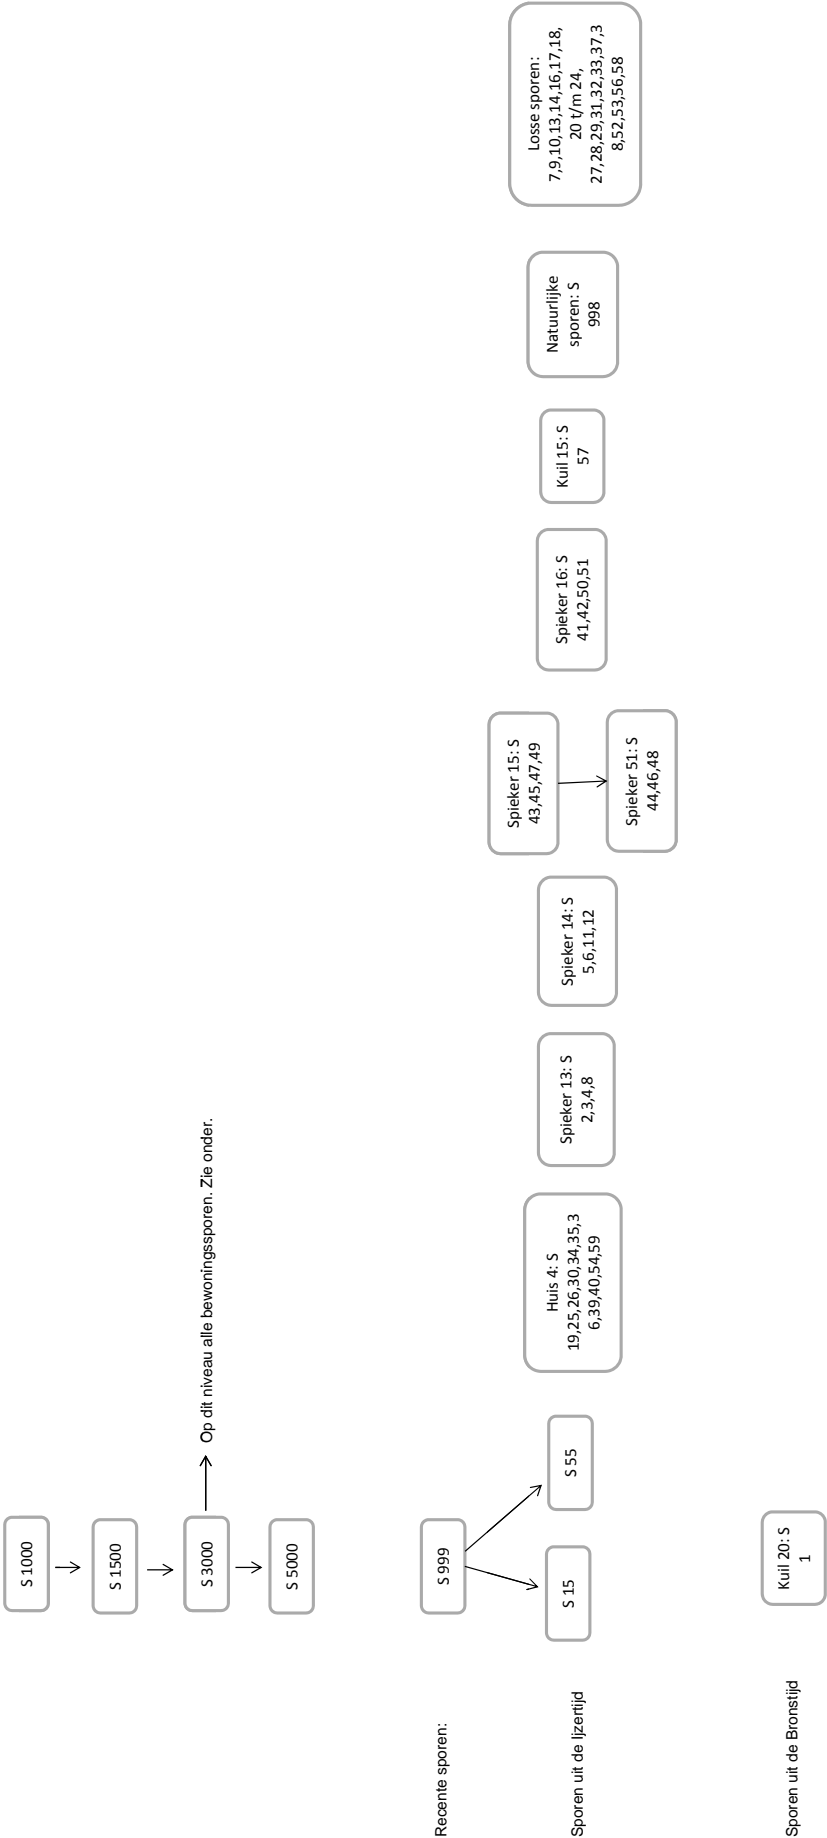 S 1000
S 1500
S 3000
Op dit niveau alle bewoningssporen. Zie onder.
S 5000
Recente sporen:
S 999
Sporen uit de Ijzertijd
S 15
S 55
Huis 4: S
19,25,26,30,34,35,3
6,39,40,54,59
Spieker 13: S
2,3,4,8
Spieker 14: S
5,6,11,12
Spieker 15: S
43,45,47,49
Spieker 51: S
44,46,48
Spieker 16: S
41,42,50,51
Kuil 15: S
57
Natuurlijke
sporen: S
998
Losse sporen:
7,9,10,13,14,16,17,18,
20 t/m 24,
27,28,29,31,32,33,37,3
8,52,53,56,58
Sporen uit de Bronstijd
Kuil 20: S
1